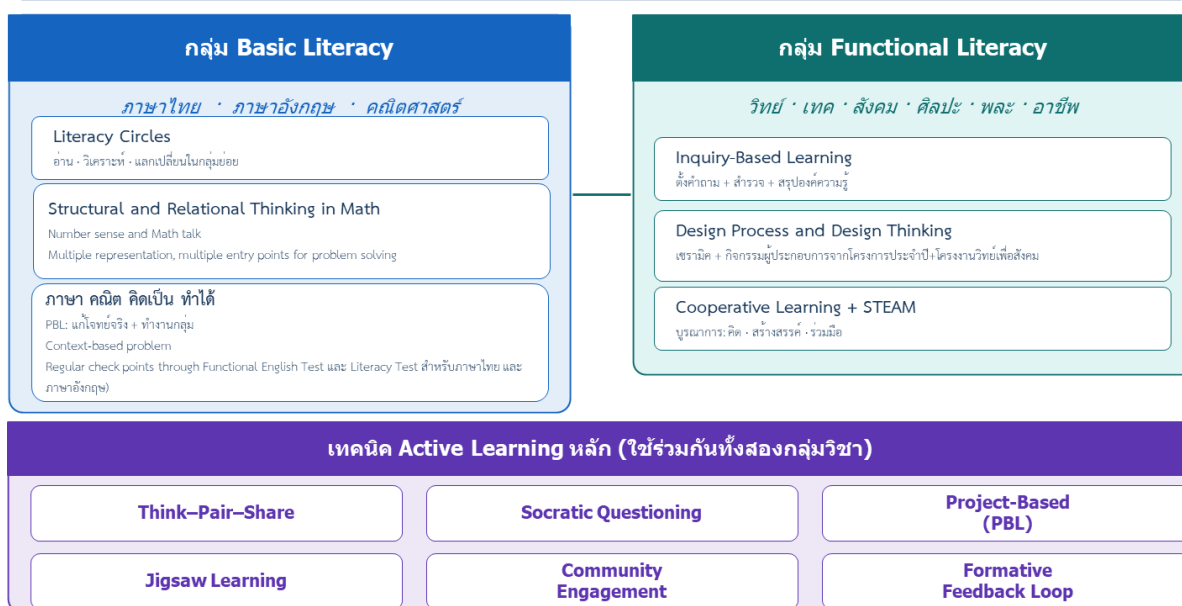 กลุ่ม Basic Literacy
ภาษาไทย · ภาษาอังกฤษ · คณิตศาสตร์
Literacy Circles
อ่าน · วิเคราะห์ · แลกเปลี่ยนในกลุ่มย่อย
Structural and Relational Thinking in Math
Number sense and Math talk
Multiple representation, multiple entry points for problem solving
ภาษา คณิต คิดเป็น ทำได้
PBL: แก้โจทย์จริง + ทำงานกลุ่ม
Context-based problem
Regular check points through Functional English Test และ Literacy Test สำหรับภาษาไทย และ
ภาษาอังกฤษ)
กลุ่ม Functional Literacy
วิทย์ · เทค · สังคม · ศิลปะ · พละ · อาชีพ
Inquiry-Based Learning
ตั้งคำถาม + สำรวจ + สรุปองค์ความรู้
Design Process and Design Thinking
เซรามิค + กิจกรรมผู้ประกอบการจากโครงการประจำปี+โครงงานวิทย์เพื่อสังคม
Cooperative Learning + STEAM
บูรณาการ: คิด · สร้างสรรค์ · ร่วมมือ
เทคนิค Active Learning หลัก (ใช้ร่วมกันทั้งสองกลุ่มวิชา)
Think–Pair–Share
Socratic Questioning
Project-Based
(PBL)
Jigsaw Learning
Community
Engagement
Formative
Feedback Loop